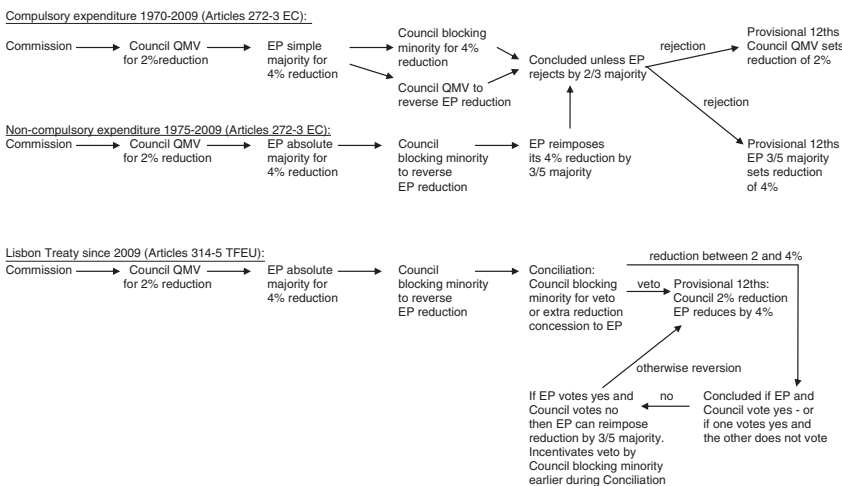 Compulsory expenditure 1970-2009 (Articles 272-3 EC):
Commission
Council QMV
for 2%reduction
EP simple
majority for
4% reduction
Council blocking
minority for 4%
reduction
Council QMV to
reverse EP reduction
Concluded unless EP
rejects by 2/3 majority
rejection
Provisional 12ths
Council QMV sets
reduction of 2%
rejection
Provisional 12ths
EP 3/5 majority
sets reduction
of 4%
Non-compulsory expenditure 1975-2009 (Articles 272-3 EC):
Commission
Council QMV
for 2% reduction
EP absolute
majority for
4% reduction
Council
blocking minority
to reverse
EP reduction
EP reimposes
its 4% reduction by
3/5 majority
Lisbon Treaty since 2009 (Articles 314-5 TFEU):
Commission
Council QMV
for 2% reduction
EP absolute
majority for
4% reduction
Council
blocking minority
to reverse
EP reduction
Conciliation:
Council blocking
minority for veto
or extra reduction
concession to EP
reduction between 2 and 4%
veto
Provisional 12ths:
Council 2% reduction
EP reduces by 4%
otherwise reversion
If EP votes yes and
Council votes no
then EP can reimpose
reduction by 3/5 majority.
Incentivates veto by
Council blocking minority
earlier during Conciliation
no
Concluded if EP and
Council vote yes - or
if one votes yes and
the other does not vote